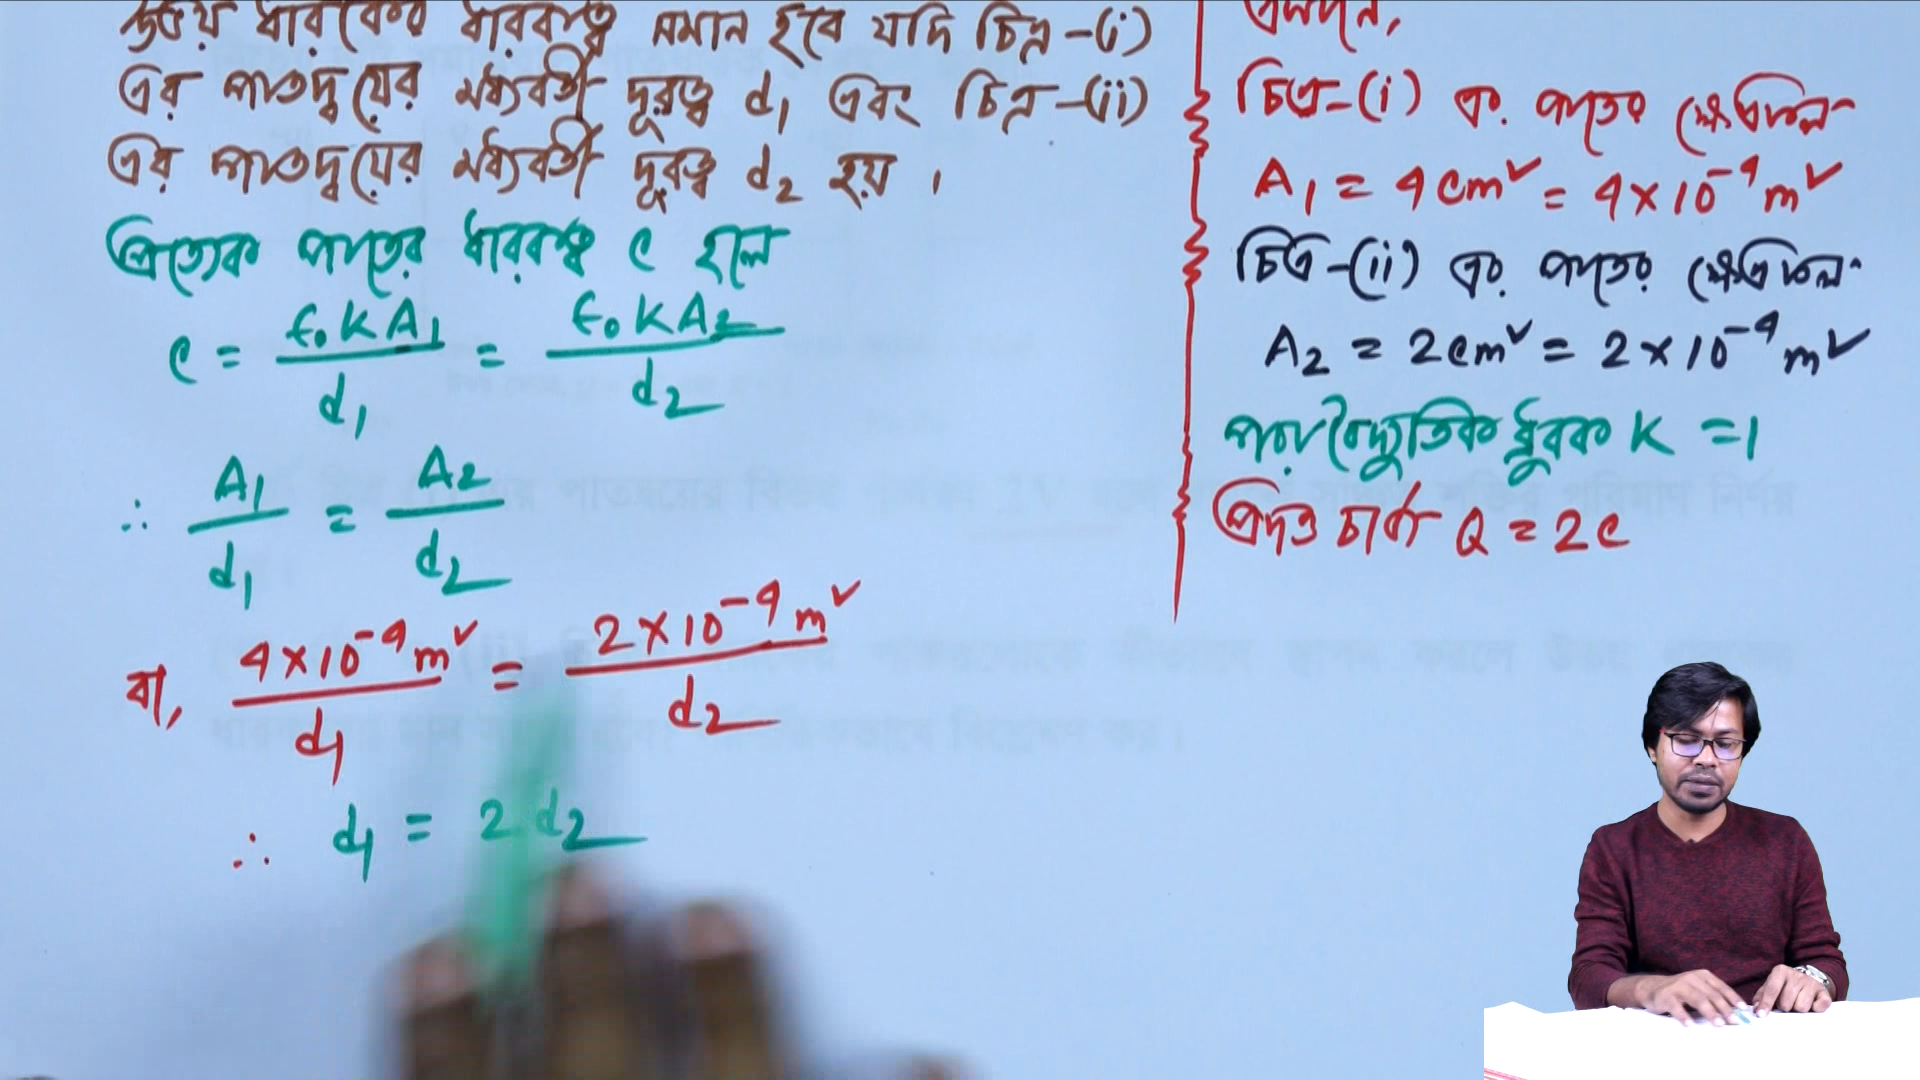 উভয় ধারকের ধারকত্ব সমান হবে যদি চিত্র-(i)
এর পাতদ্বয়ের মধ্যবর্তী দূরত্ব d₁ এবং চিত্র-(ii)
এর পাতদ্বয়ের মধ্যবর্তী দূরত্ব d₂ হয় ।
প্রত্যেক পাতের ধারকত্ব C হলে
C = ϵ₀KA₁/d₁ = ϵ₀KA₂/d₂
∴ A₁/d₁ = A₂/d₂
বা, 4×10⁻⁴m²/d₁ = 2×10⁻⁴m²/d₂
∴ d₁ = 2d₂
চিত্র-(i) এর পাতের ক্ষেত্রফল
A₁ = 4cm² = 4×10⁻⁴m²
চিত্র-(ii) এর পাতের ক্ষেত্রফল
A₂ = 2cm² = 2×10⁻⁴m²
পরাবৈদ্যুতিক ধ্রুবক K = 1
প্রদত্ত চার্জ Q = 2C